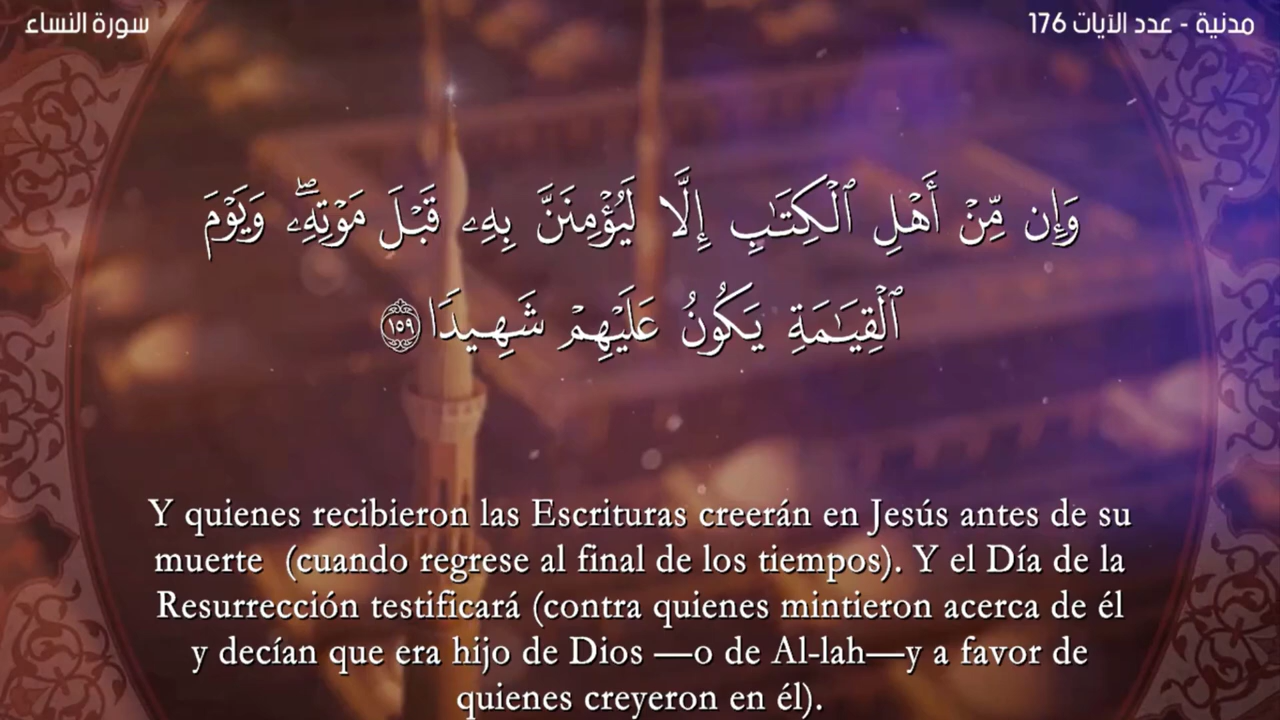 سورة النساء
مدنية - عدد الآيات 176
وَإِن مِّنۡ أَهۡلِ ٱلۡكِتَٰبِ إِلَّا لَيُؤۡمِنَنَّ بِهِۦ قَبۡلَ مَوۡتِهِۦۖ وَيَوۡمَ
ٱلۡقِيَٰمَةِ يَكُونُ عَلَيۡهِمۡ شَهِيدٗا ١٥٩
Y quienes recibieron las Escrituras creerán en Jesús antes de su
muerte (cuando regrese al final de los tiempos). Y el Día de la
Resurrección testificará (contra quienes mintieron acerca de él
y decían que era hijo de Dios —o de Al-lah—y a favor de
quienes creyeron en él).